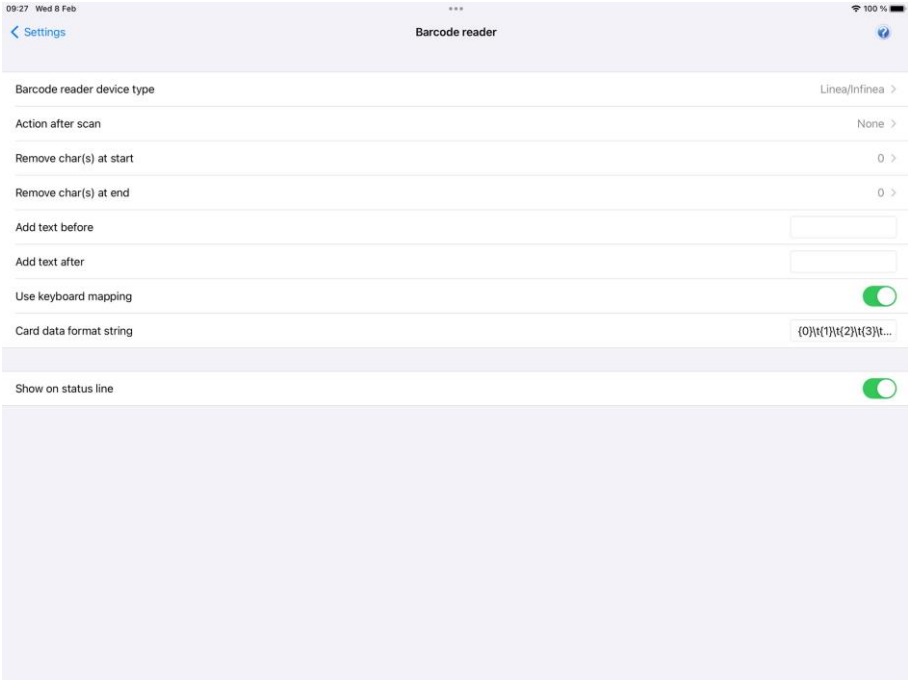 09:27 Wed 8 Feb
100 %
Settings
Barcode reader
?
Barcode reader device type
Linea/Infinea
Action after scan
None
Remove char(s) at start
0
Remove char(s) at end
0
Add text before
Add text after
Use keyboard mapping
Card data format string
{0}\t{1}\t{2}\t{3}\t...
Show on status line